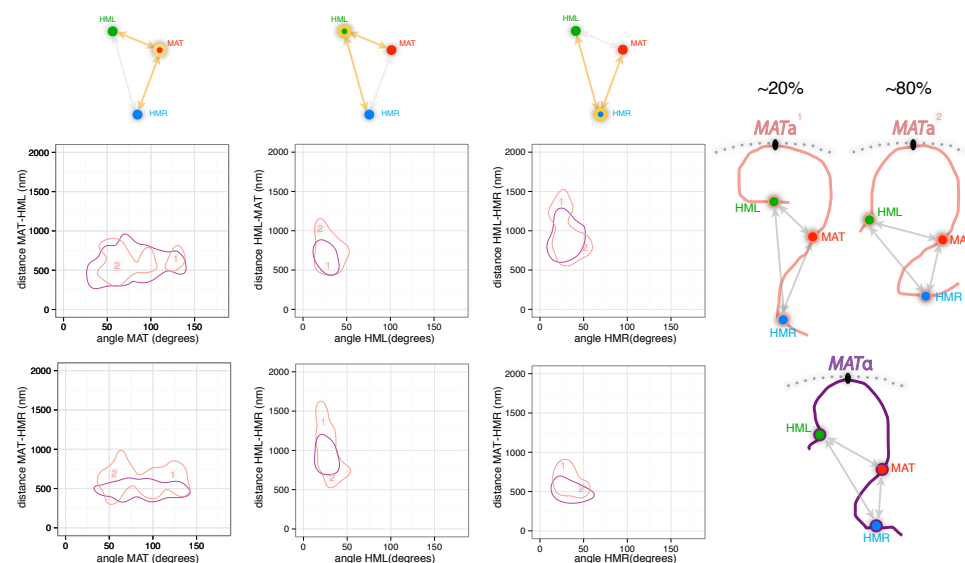 HML
MAT
HMR
HML
MAT
HMR
HML
MAT
HMR
~20%
~80%
MATa 1
MATa 2
HML
MAT
HMR
HML
MA
HMR
2000
1500
1000
500
0
distance MAT-HML (nm)
2
1
0
50
100
150
angle MAT (degrees)
2000
1500
1000
500
0
distance HML-MAT (nm)
2
1
0
50
100
150
angle HML(degrees)
2000
1500
1000
500
0
distance HML-HMR (nm)
1
2
0
50
100
150
angle HMR(degrees)
2000
1500
1000
500
0
distance MAT-HMR (nm)
2
1
0
50
100
150
angle MAT (degrees)
2000
1500
1000
500
0
distance HML-HMR (nm)
1
2
0
50
100
150
angle HML(degrees)
2000
1500
1000
500
0
distance MAT-HMR (nm)
1
2
0
50
100
150
angle HMR(degrees)
MATα
HML
MAT
HMR